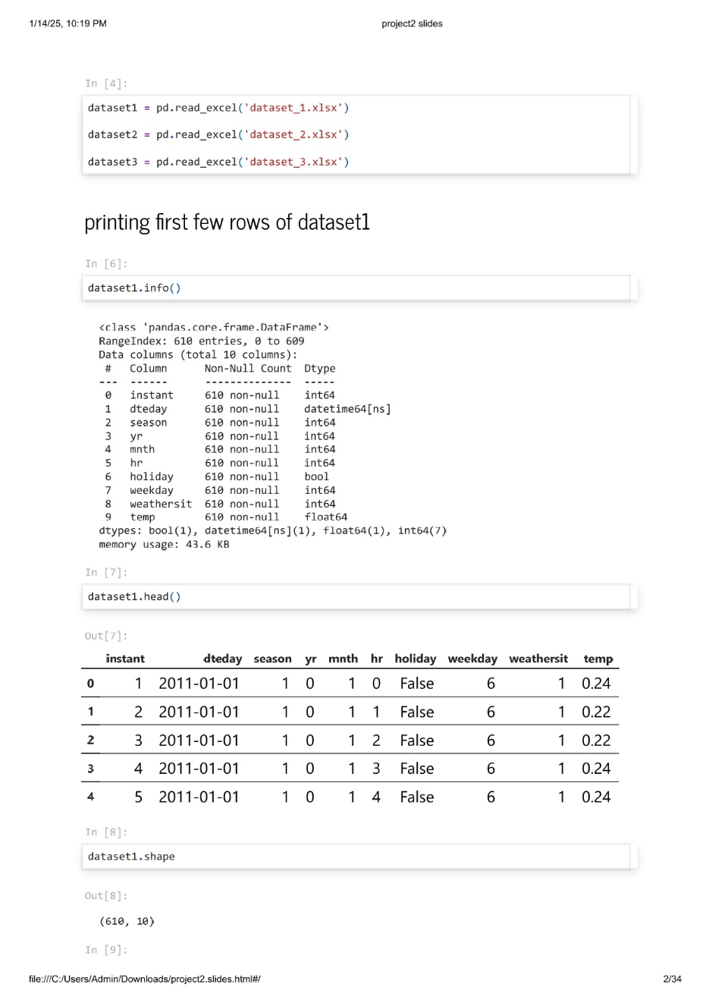 1/14/25, 10:19 PM project2 slides
In [4]:
dataset1 = pd.read_excel('dataset_1.xlsx')
dataset2 = pd.read_excel('dataset_2.xlsx')
dataset3 = pd.read_excel('dataset_3.xlsx')
printing first few rows of dataset1
In [6]:
dataset1.info()
<class 'pandas.core.frame.DataFrame'>
RangeIndex: 610 entries, 0 to 609
Data columns (total 10 columns):
# Column Non-Null Count Dtype
--- ------ -------------- -----
0 instant 610 non-null int64
1 dteday 610 non-null datetime64[ns]
2 season 610 non-null int64
3 yr 610 non-null int64
4 mnth 610 non-null int64
5 hr 610 non-null int64
6 holiday 610 non-null bool
7 weekday 610 non-null int64
8 weathersit 610 non-null int64
9 temp 610 non-null float64
dtypes: bool(1), datetime64[ns](1), float64(1), int64(7)
memory usage: 43.6 KB
In [7]:
dataset1.head()
Out[7]:
instant dteday season yr mnth hr holiday weekday weathersit temp
0 1 2011-01-01 1 0 1 0 False 6 1 0.24
1 2 2011-01-01 1 0 1 1 False 6 1 0.22
2 3 2011-01-01 1 0 1 2 False 6 1 0.22
3 4 2011-01-01 1 0 1 3 False 6 1 0.24
4 5 2011-01-01 1 0 1 4 False 6 1 0.24
In [8]:
dataset1.shape
Out[8]:
(610, 10)
In [9]:
file:///C:/Users/Admin/Downloads/project2.slides.html#/ 2/34